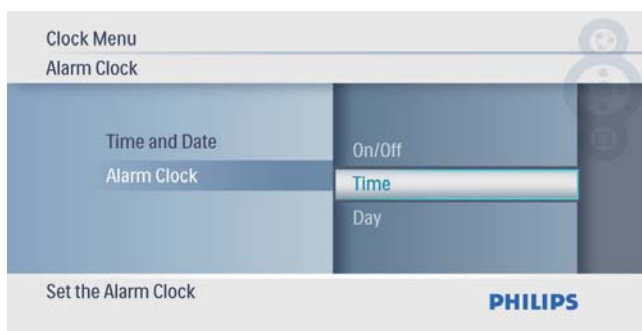 Clock Menu
Alarm Clock
Time and Date
Alarm Clock
On/Off
Time
Day
Set the Alarm Clock
PHILIPS